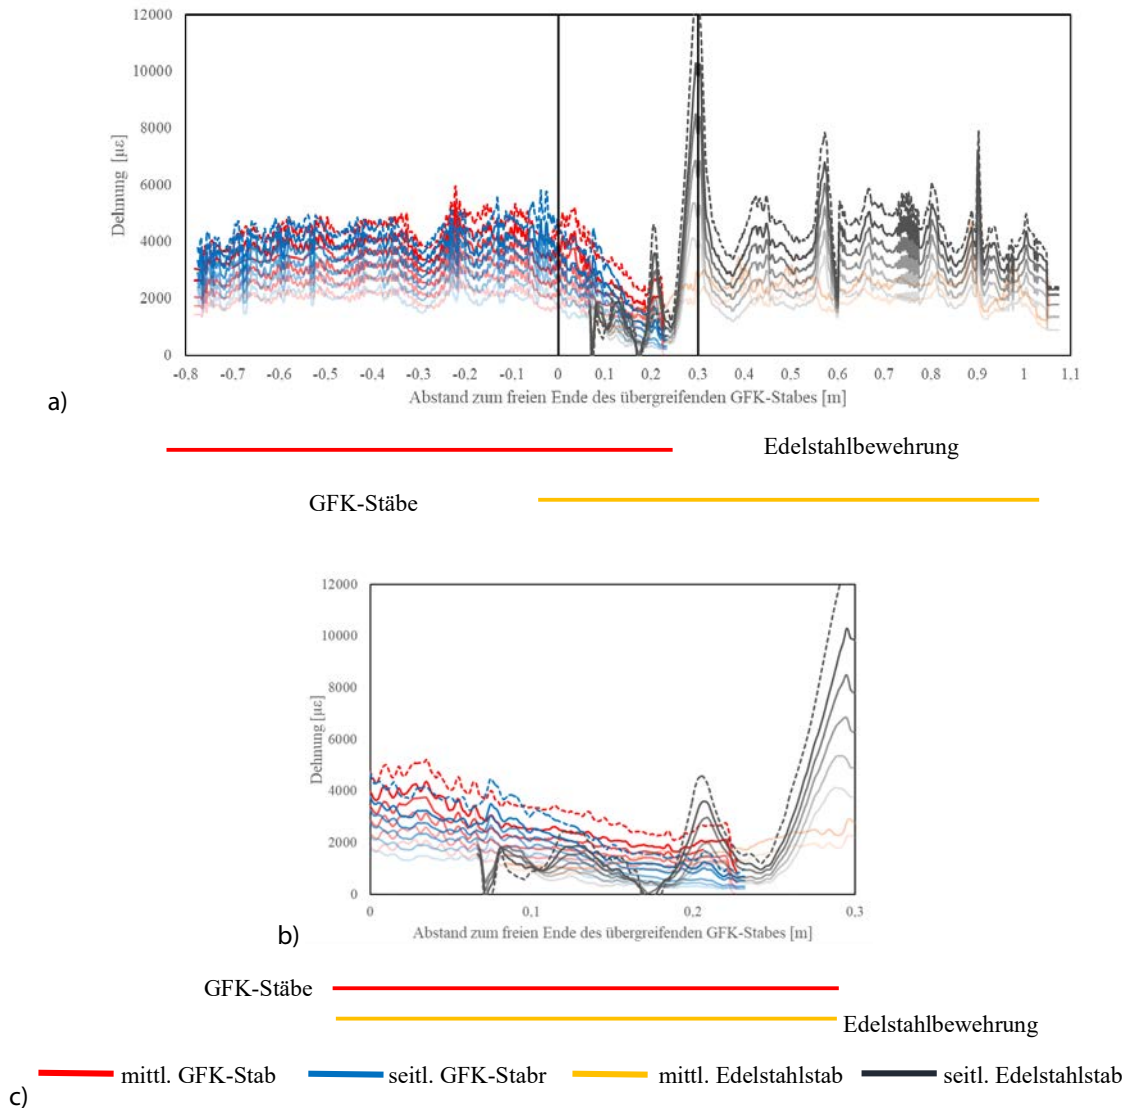 12000
10000
8000
6000
4000
2000
0
Dehnung [µε]
-0.8 -0.7 -0.6 -0.5 -0.4 -0.3 -0.2 -0.1 0 0.1 0.2 0.3 0.4 0.5 0.6 0.7 0.8 0.9 1 1.1
Abstand zum freien Ende des übergreifenden GFK-Stabes [m]
a)
Edelstahlbewehrung
GFK-Stäbe
12000
10000
8000
6000
4000
2000
0
Dehnung [µε]
0 0,1 0,2 0,3
Abstand zum freien Ende des übergreifenden GFK-Stabes [m]
b)
GFK-Stäbe
Edelstahlbewehrung
mittl. GFK-Stab seitl. GFK-Stabr mittl. Edelstahlstab seitl. Edelstahlstab
c)